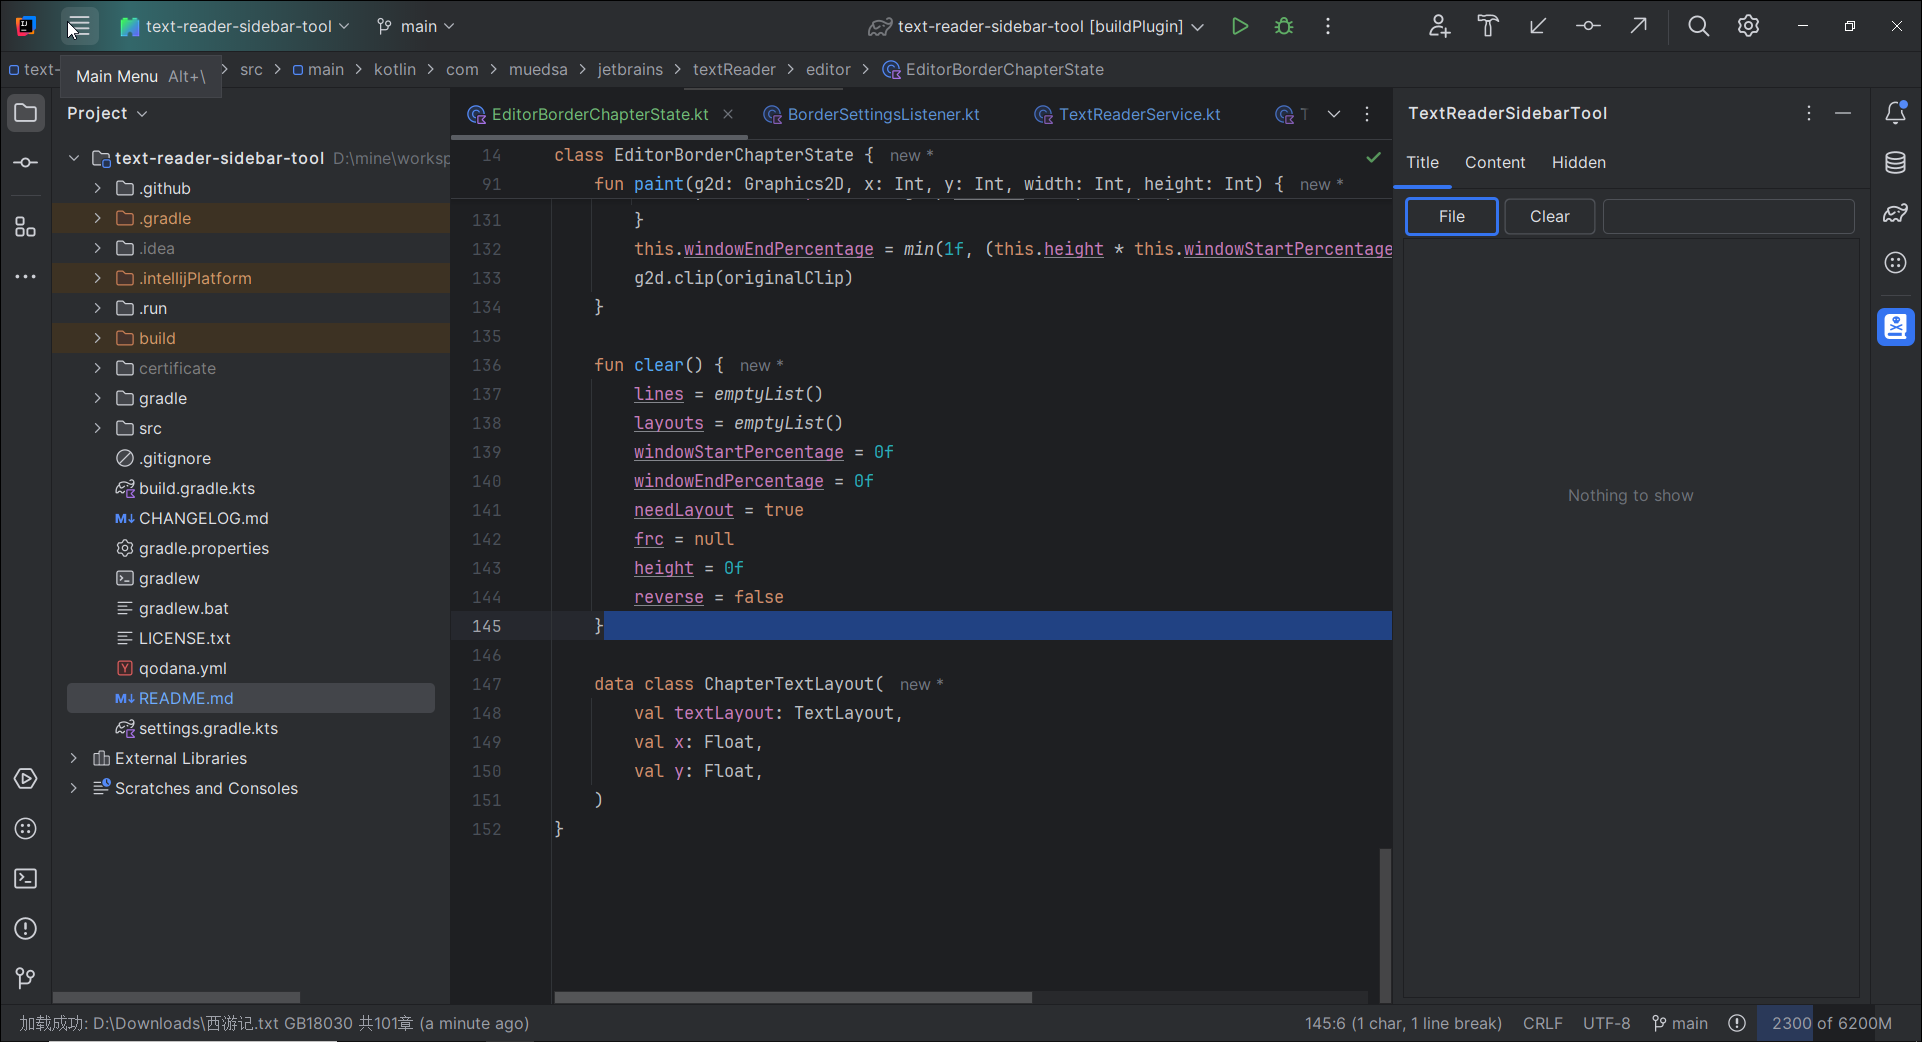 text-reader-sidebar-tool
main
text-reader-sidebar-tool [buildPlugin]
text-
Main Menu Alt+\
src
main
kotlin
com
muedsa
jetbrains
textReader
editor
EditorBorderChapterState
Project
text-reader-sidebar-tool D:\mine\worksp
.github
.gradle
.idea
.intellijPlatform
.run
build
certificate
gradle
src
.gitignore
build.gradle.kts
CHANGELOG.md
gradle.properties
gradlew
gradlew.bat
LICENSE.txt
qodana.yml
README.md
settings.gradle.kts
External Libraries
Scratches and Consoles
EditorBorderChapterState.kt
BorderSettingsListener.kt
TextReaderService.kt
T
14 class EditorBorderChapterState { new *
91 fun paint(g2d: Graphics2D, x: Int, y: Int, width: Int, height: Int) { new *
131 }
132 this.windowEndPercentage = min(1f, (this.height * this.windowStartPercentage
133 g2d.clip(originalClip)
134 }
135
136 fun clear() { new *
137 lines = emptyList()
138 layouts = emptyList()
139 windowStartPercentage = 0f
140 windowEndPercentage = 0f
141 needLayout = true
142 frc = null
143 height = 0f
144 reverse = false
145 }
146
147 data class ChapterTextLayout( new *
148 val textLayout: TextLayout,
149 val x: Float,
150 val y: Float,
151 )
152 }
TextReaderSidebarTool
Title Content Hidden
File Clear
Nothing to show
加载成功: D:\Downloads\西游记.txt GB18030 共101章 (a minute ago)
145:6 (1 char, 1 line break) CRLF UTF-8 main 2300 of 6200M